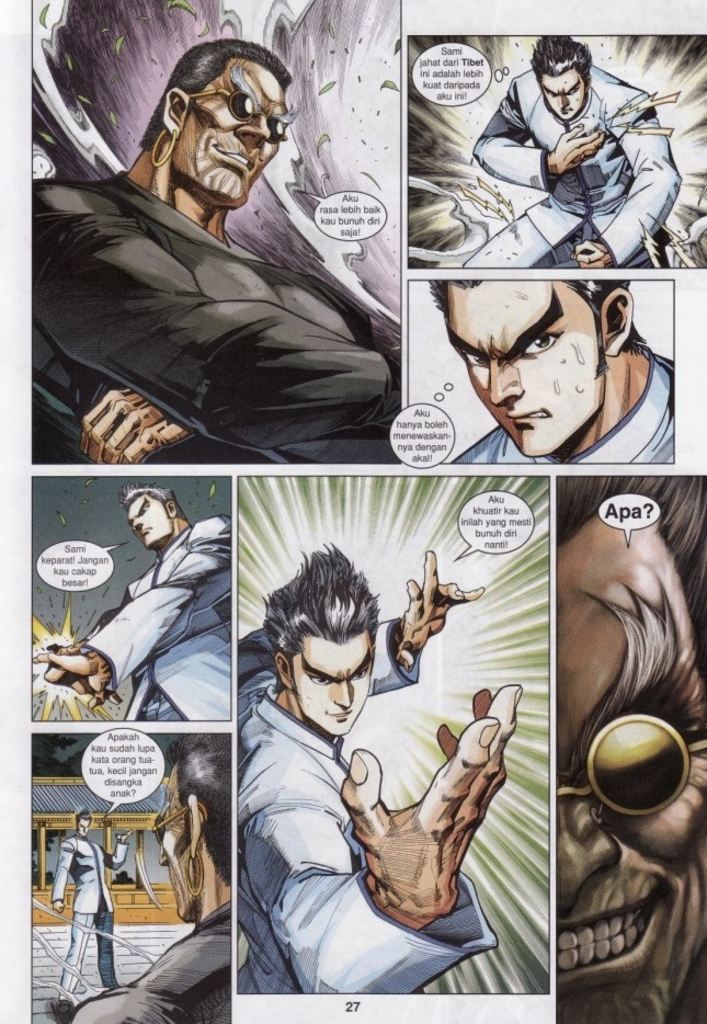 Aku
rasa lebih baik
kau bunuh diri
saja!
Sami
jahat dari Tibet
ini adalah lebih
kuat daripada
aku ini!
Aku
hanya boleh
menewaskan-
nya dengan
akal!
Sami
keparat! Jangan
kau cakap
besar!
Aku
khuatir kau
inilah yang mesti
bunuh diri
nanti!
Apa?
Apakah
kau sudah lupa
kata orang tua-
tua, kecil jangan
disangka
anak?
27